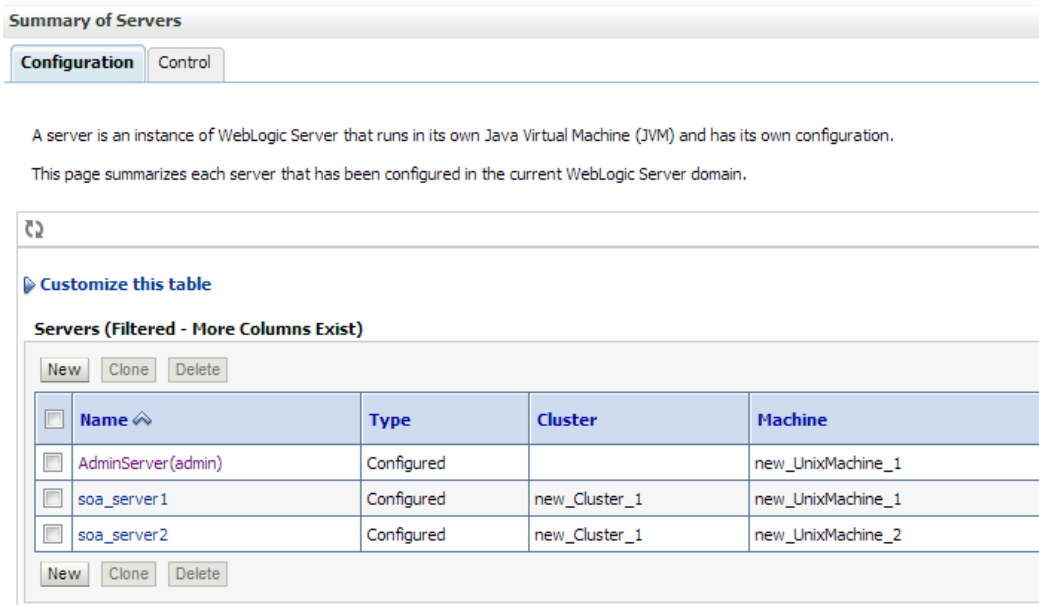 Summary of Servers
Configuration Control
A server is an instance of WebLogic Server that runs in its own Java Virtual Machine (JVM) and has its own configuration.
This page summarizes each server that has been configured in the current WebLogic Server domain.
Customize this table
Servers (Filtered - More Columns Exist)
New Clone Delete
Name Type Cluster Machine
AdminServer(admin) Configured new_UnixMachine_1
soa_server1 Configured new_Cluster_1 new_UnixMachine_1
soa_server2 Configured new_Cluster_1 new_UnixMachine_2
New Clone Delete